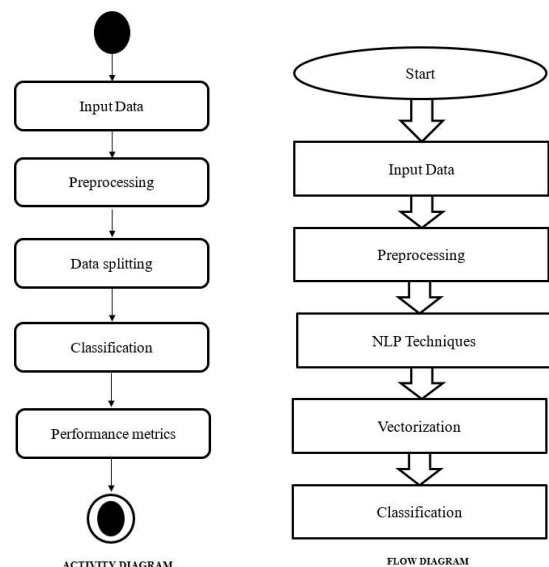 Input Data
Preprocessing
Data splitting
Classification
Performance metrics
ACTIVITY DIAGRAM
Start
Input Data
Preprocessing
NLP Techniques
Vectorization
Classification
FLOW DIAGRAM